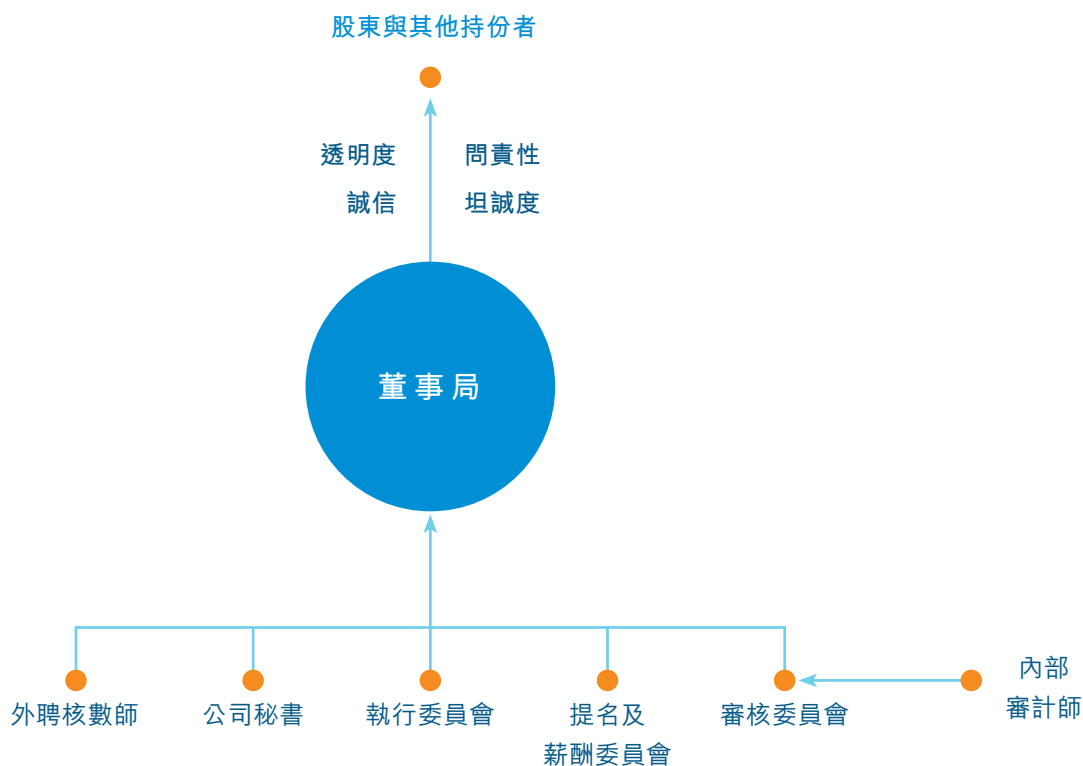 股東與其他持份者
透明度
問責性
誠信
坦誠度
董事局
外聘核數師
公司秘書
執行委員會
提名及
薪酬委員會
審核委員會
內部
審計師